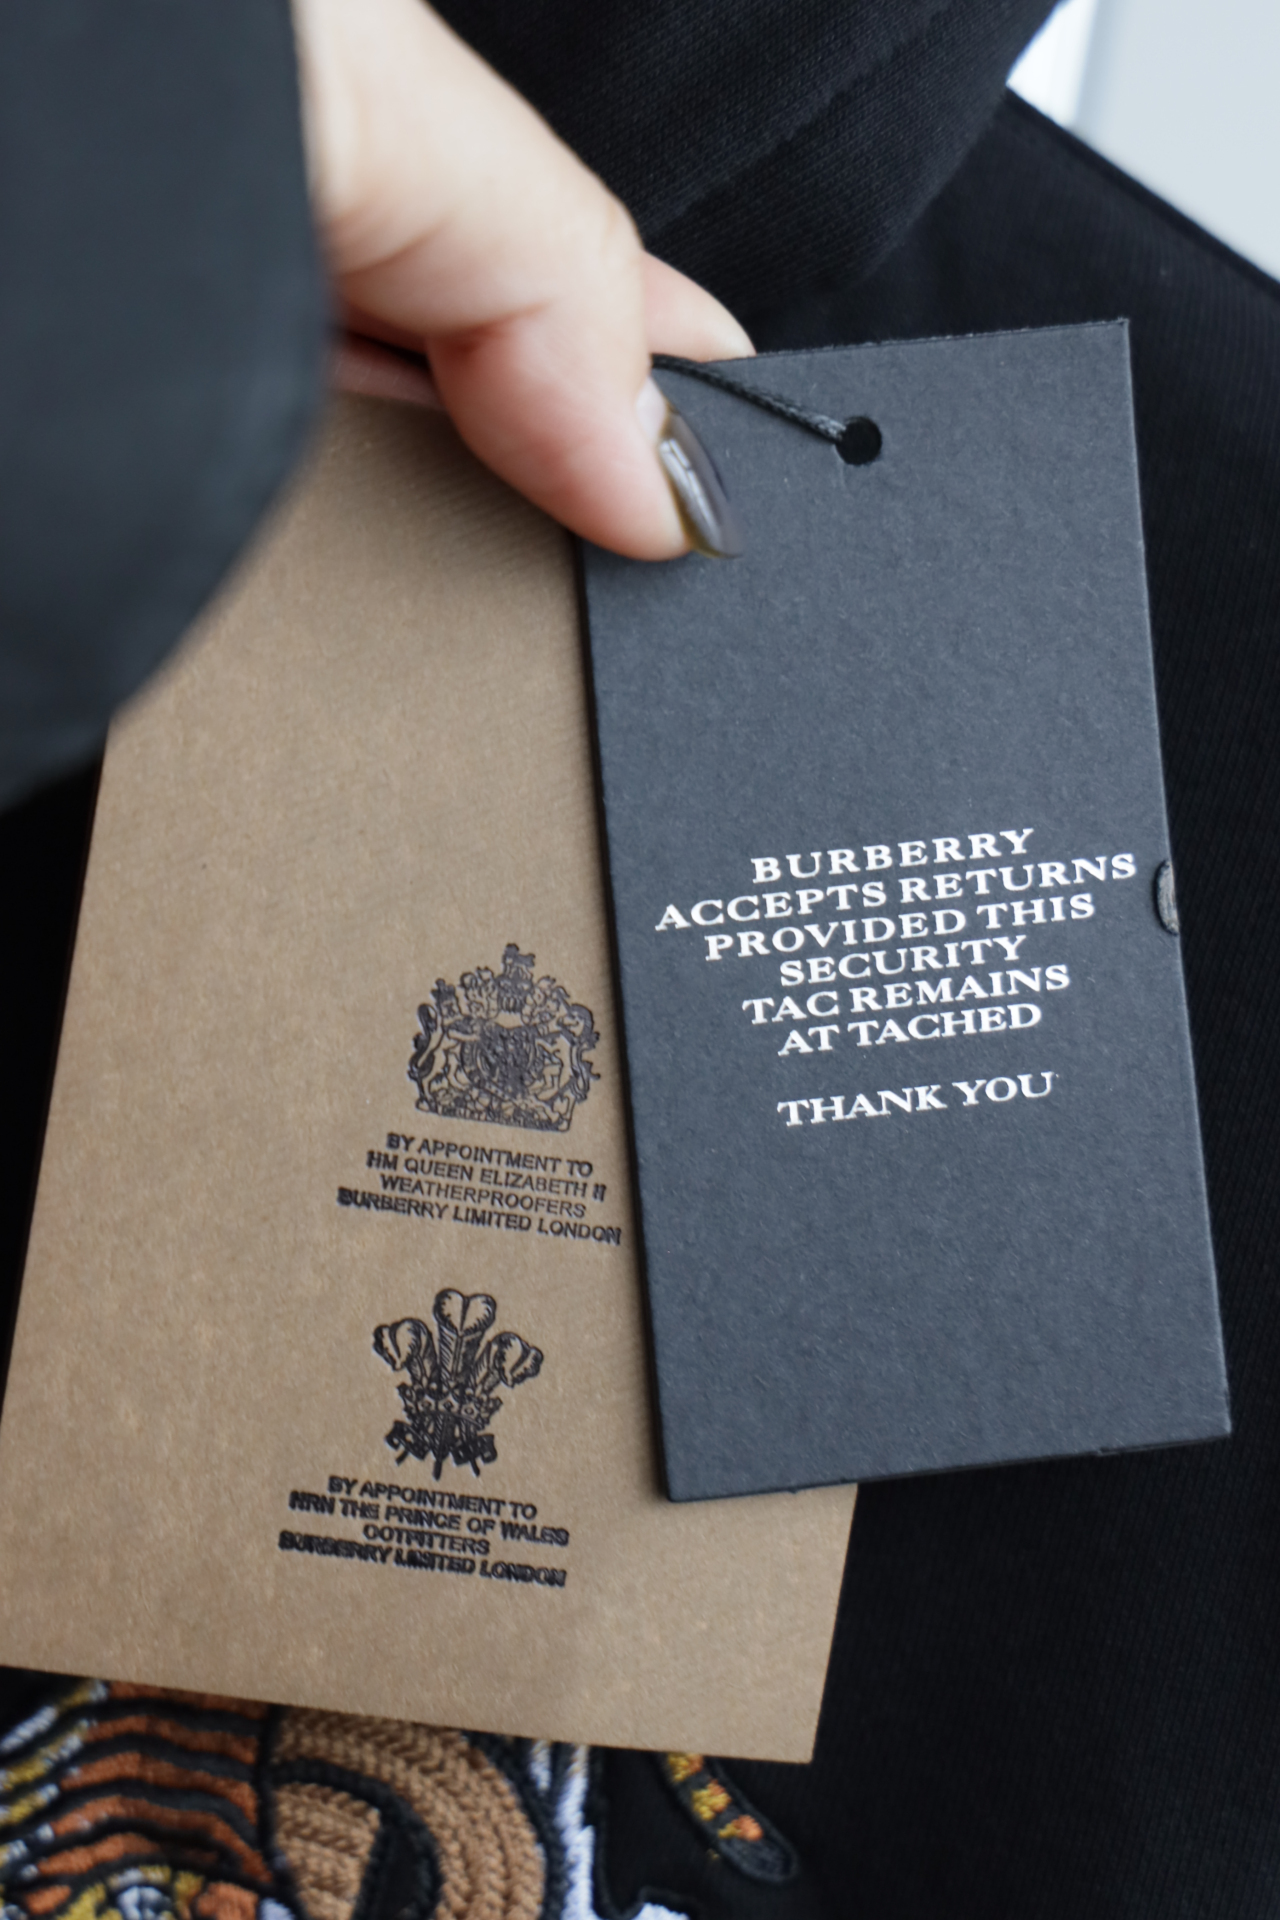 BURBERRY
ACCEPTS RETURNS
PROVIDED THIS
SECURITY
TAC REMAINS
AT TACHED
THANK YOU
BY APPOINTMENT TO
HM QUEEN ELIZABETH II
WEATHERPROOFERS
BURBERRY LIMITED LONDON
BY APPOINTMENT TO
HRH THE PRINCE OF WALES
OUTFITTERS
BURBERRY LIMITED LONDON